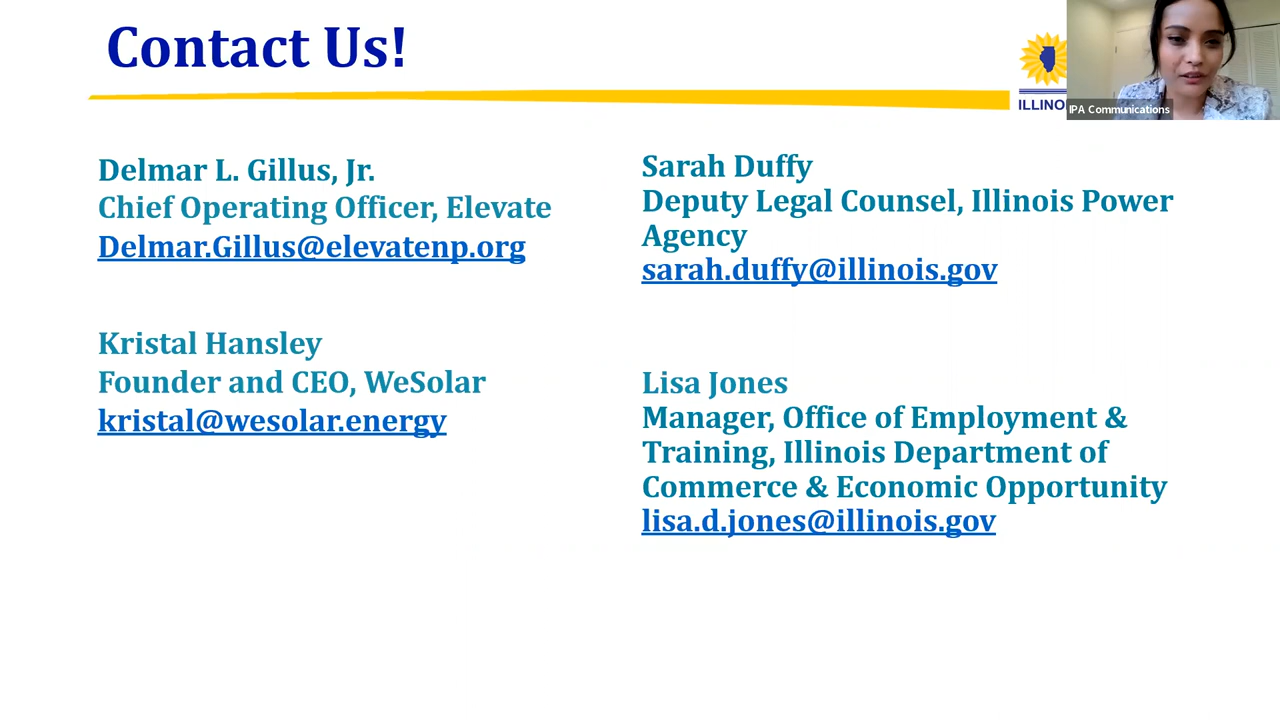 Contact Us!
ILLINO
IPA Communications
Delmar L. Gillus, Jr.
Chief Operating Officer, Elevate
Delmar.Gillus@elevatenp.org
Kristal Hansley
Founder and CEO, WeSolar
kristal@wesolar.energy
Sarah Duffy
Deputy Legal Counsel, Illinois Power
Agency
sarah.duffy@illinois.gov
Lisa Jones
Manager, Office of Employment &
Training, Illinois Department of
Commerce & Economic Opportunity
lisa.d.jones@illinois.gov